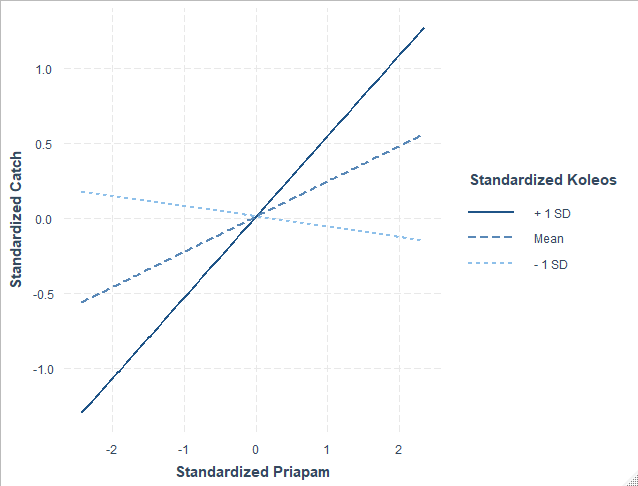 1.0
0.5
0.0
-0.5
-1.0
Standardized Catch
-2 -1 0 1 2
Standardized Priapam
Standardized Koleos
+ 1 SD
Mean
- 1 SD